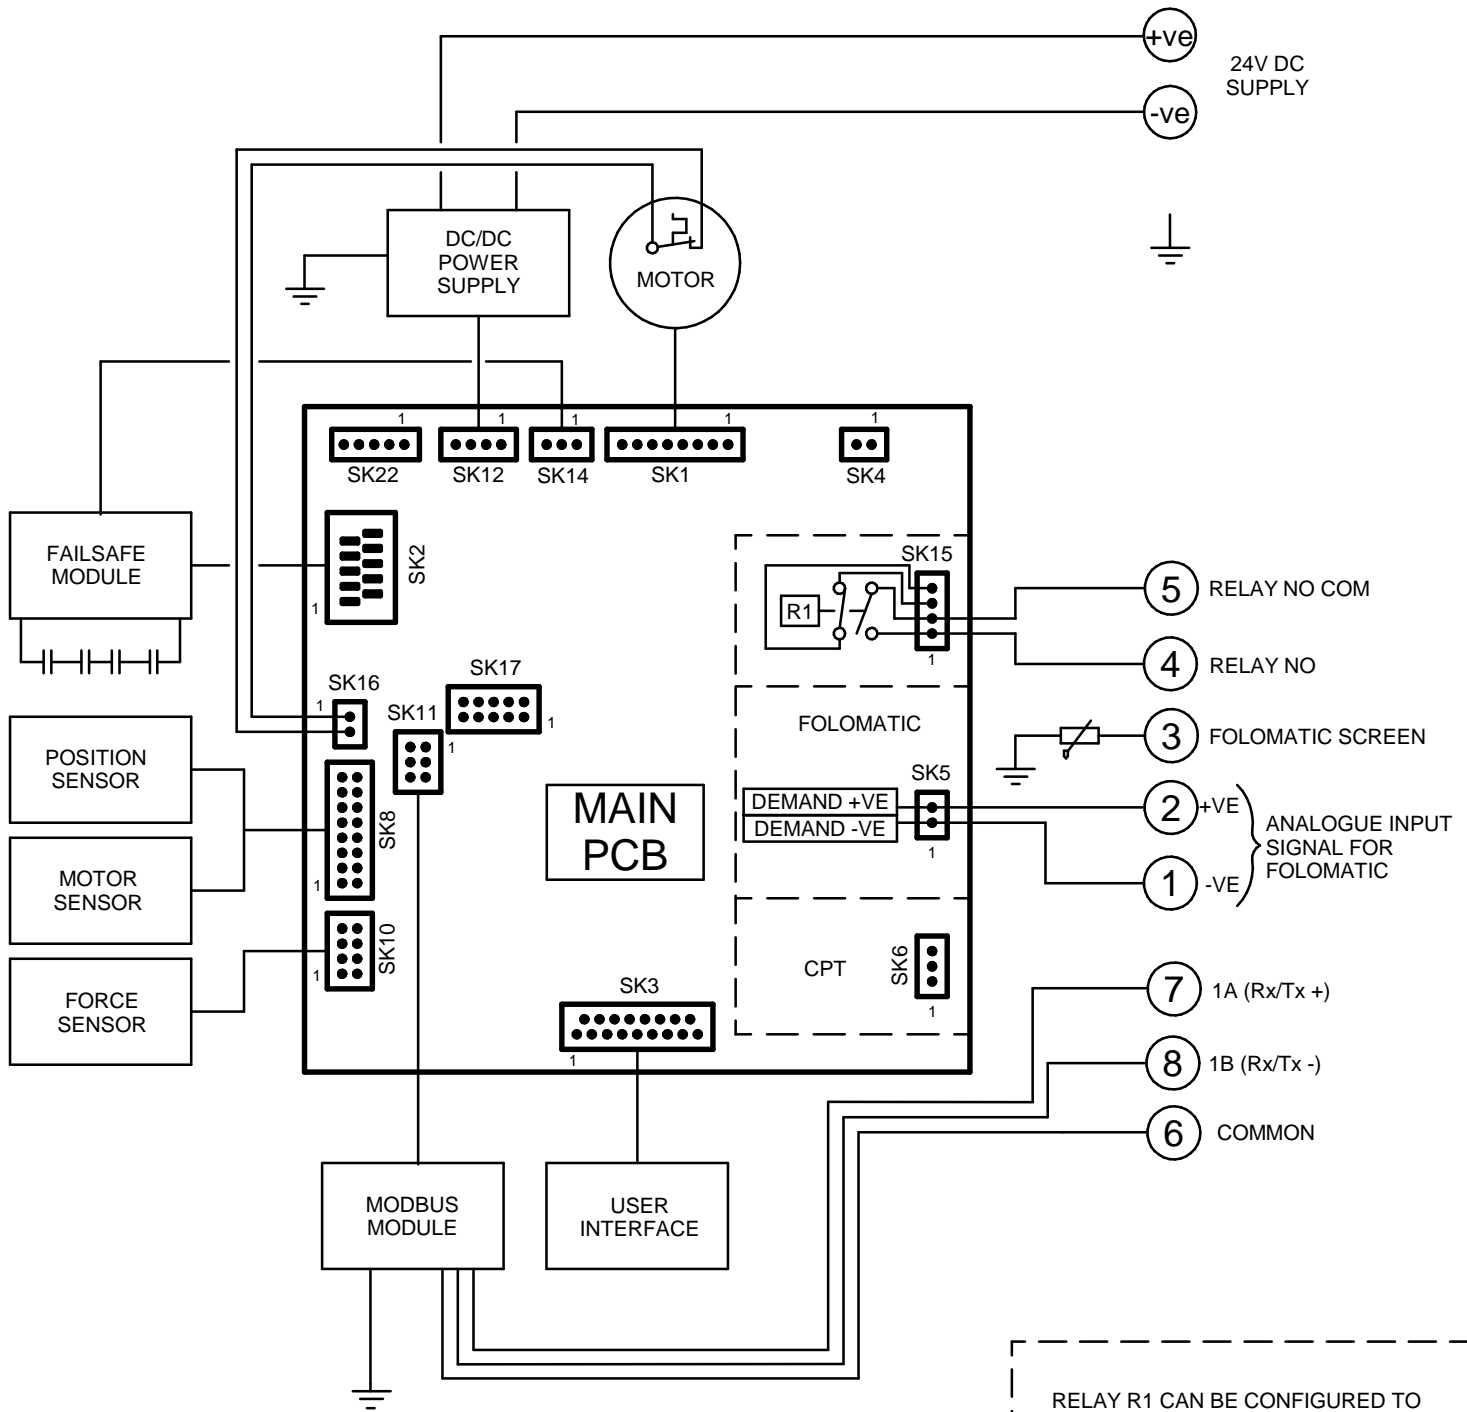 +ve
24V DC
SUPPLY
-ve
DC/DC
POWER
SUPPLY
MOTOR
1
1
1
1
1
SK22
SK12
SK14
SK1
SK4
FAILSAFE
MODULE
SK2
1
SK15
R1
1
5
RELAY NO COM
4
RELAY NO
SK16
1
SK17
1
SK11
1
FOLOMATIC
3
FOLOMATIC SCREEN
POSITION
SENSOR
SK8
1
MAIN
PCB
SK5
DEMAND +VE
DEMAND -VE
1
2
+VE
1
-VE
ANALOGUE INPUT
SIGNAL FOR
FOLOMATIC
MOTOR
SENSOR
SK10
1
FORCE
SENSOR
CPT
SK6
1
SK3
1
7
1A (Rx/Tx +)
8
1B (Rx/Tx -)
6
COMMON
MODBUS
MODULE
USER
INTERFACE
RELAY R1 CAN BE CONFIGURED TO